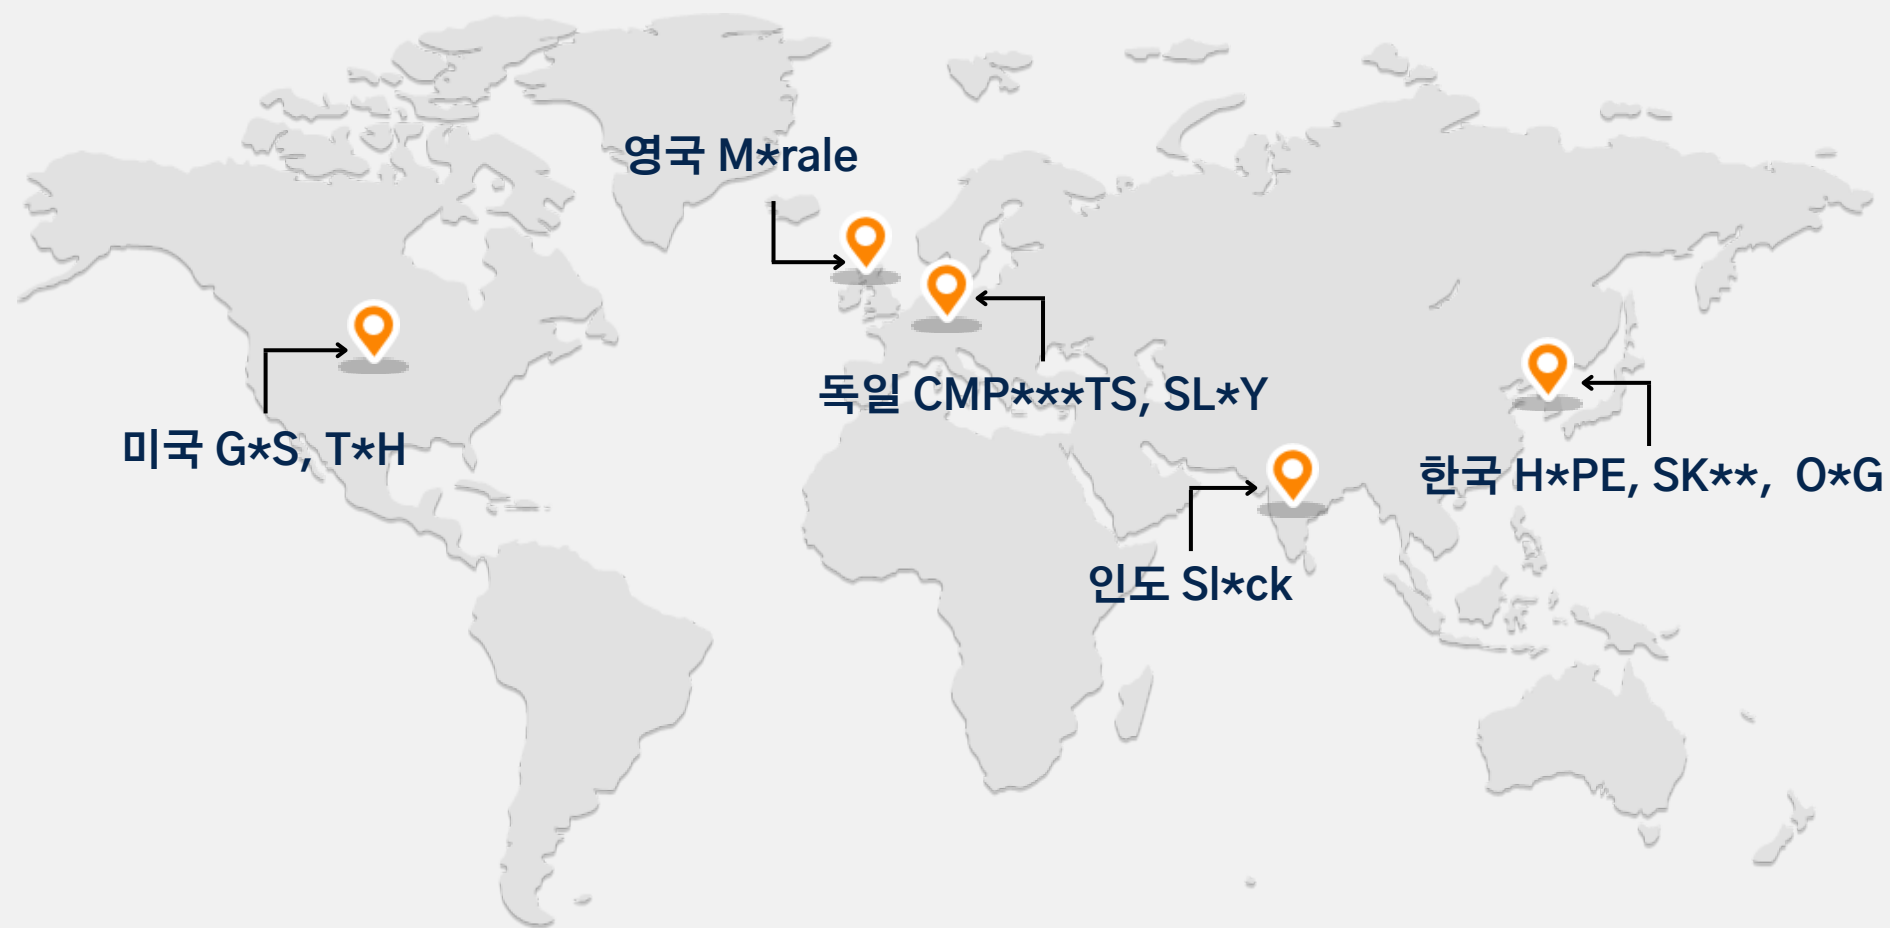 영국 M*rale
독일 CMP***TS, SL*Y
미국 G*S, T*H
한국 H*PE, SK**, O*G
인도 Sl*ck